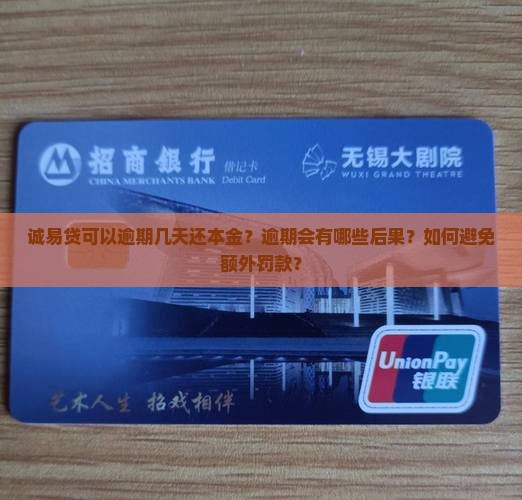 招商银行 借记卡
CHINA MERCHANTS BANK Debit Card
无锡大剧院
WUXI GRAND THEATRE
诚易贷可以逾期几天还本金？逾期会有哪些后果？如何避免
额外罚款？
UnionPay
银联
艺术人生 招戏相伴